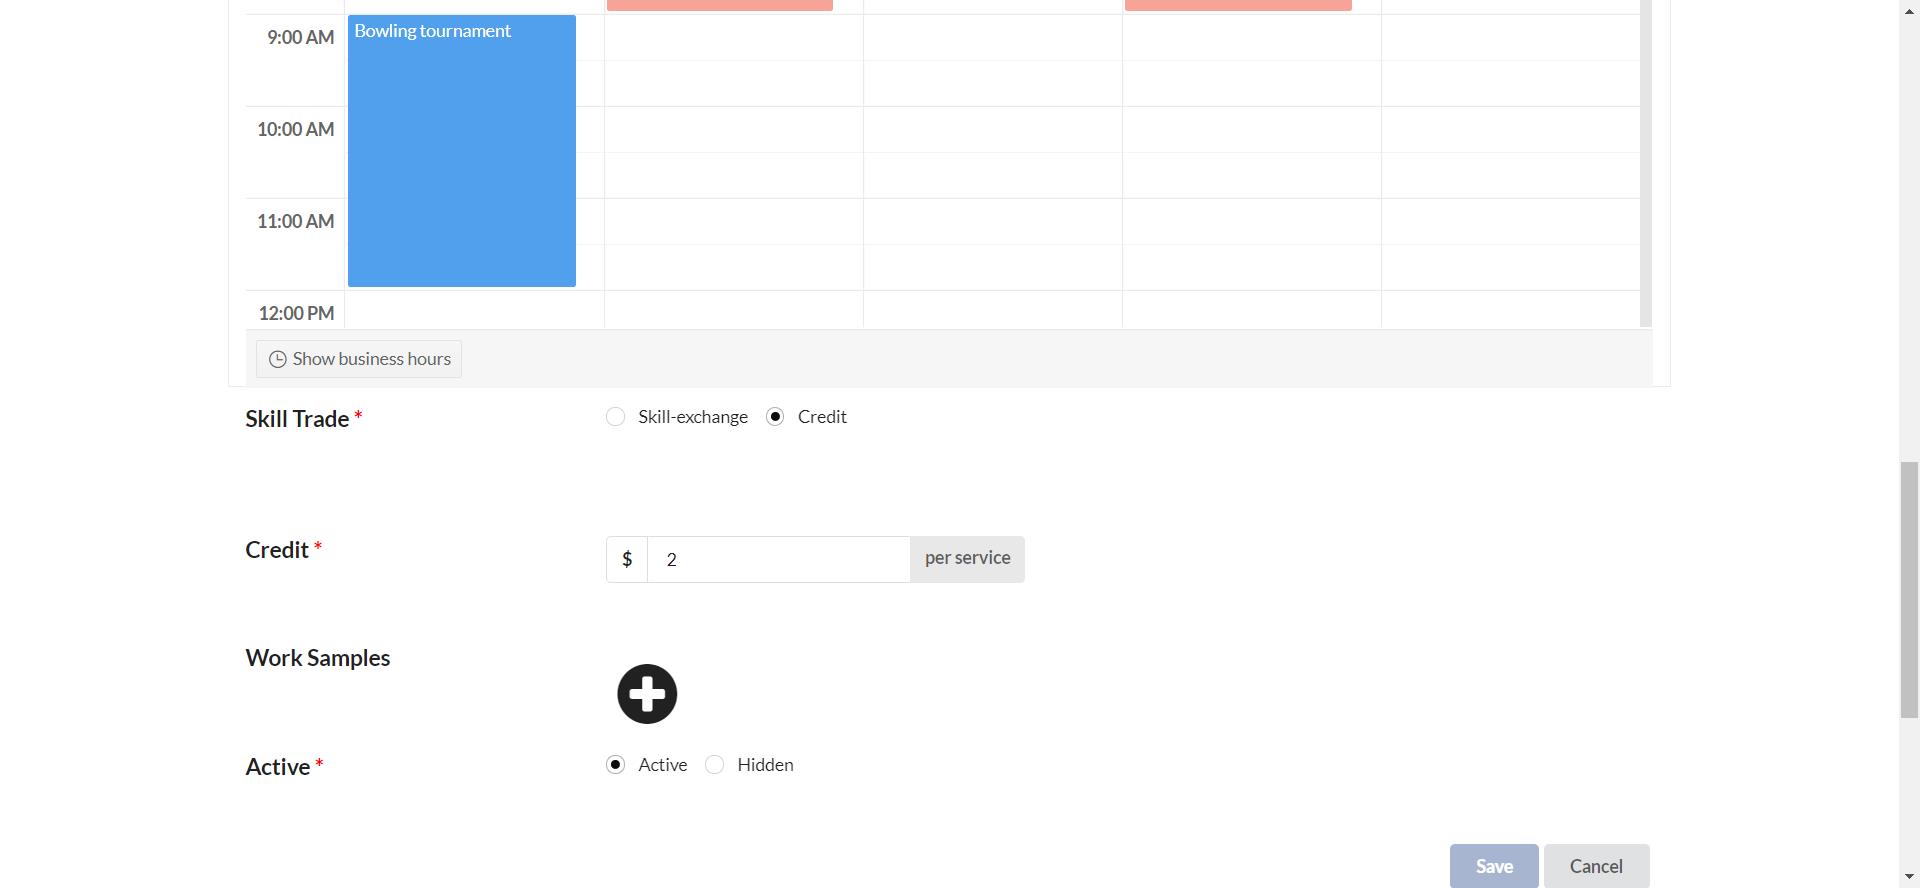 9:00 AM
Bowling tournament
10:00 AM
11:00 AM
12:00 PM
Show business hours
Skill Trade *
Skill-exchange
Credit
Credit *
$ 2 per service
Work Samples
Active *
Active
Hidden
Save
Cancel